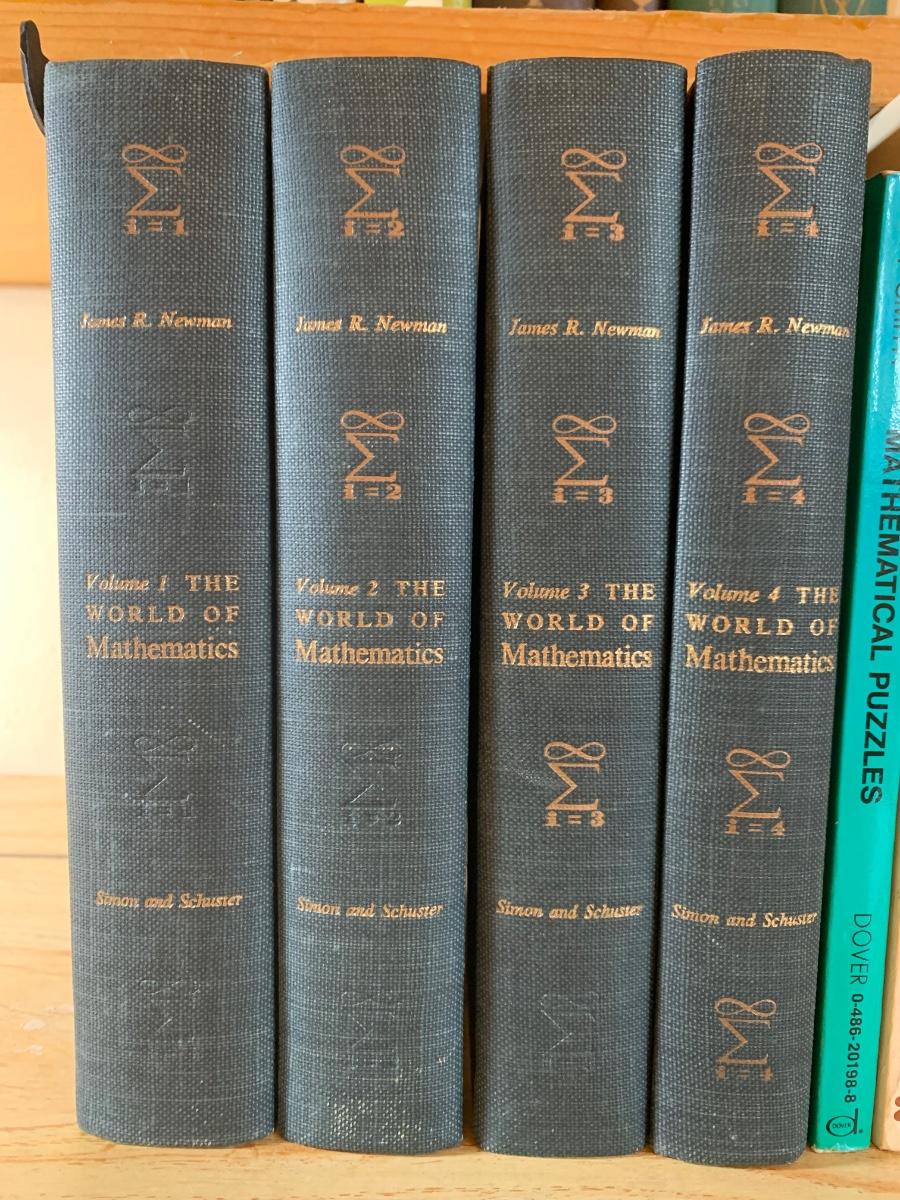 M∞
i=1
James R. Newman
Volume 1 THE
WORLD OF
Mathematics
Simon and Schuster
M∞
i=2
James R. Newman
M∞
i=2
Volume 2 THE
WORLD OF
Mathematics
M∞
i=2
Simon and Schuster
M∞
i=3
James R. Newman
M∞
i=3
Volume 3 THE
WORLD OF
Mathematics
M∞
i=3
Simon and Schuster
M∞
i=4
James R. Newman
M∞
i=4
Volume 4 THE
WORLD OF
Mathematics
M∞
i=4
Simon and Schuster
M∞
i=4
MATHEMATICAL PUZZLES
DOVER 0-486-20198-8
DOVER